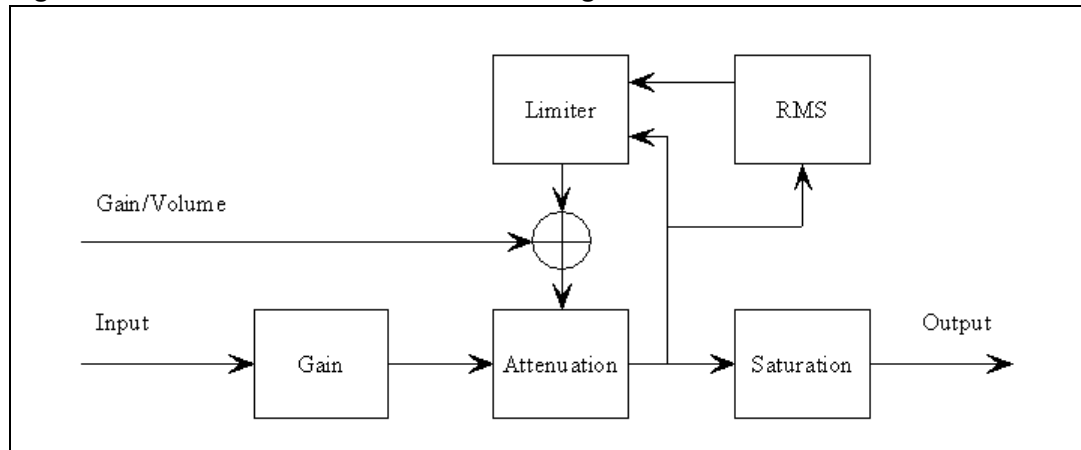 Limiter
RMS
Gain/Volume
Input
Output
Gain
Attenuation
Saturation